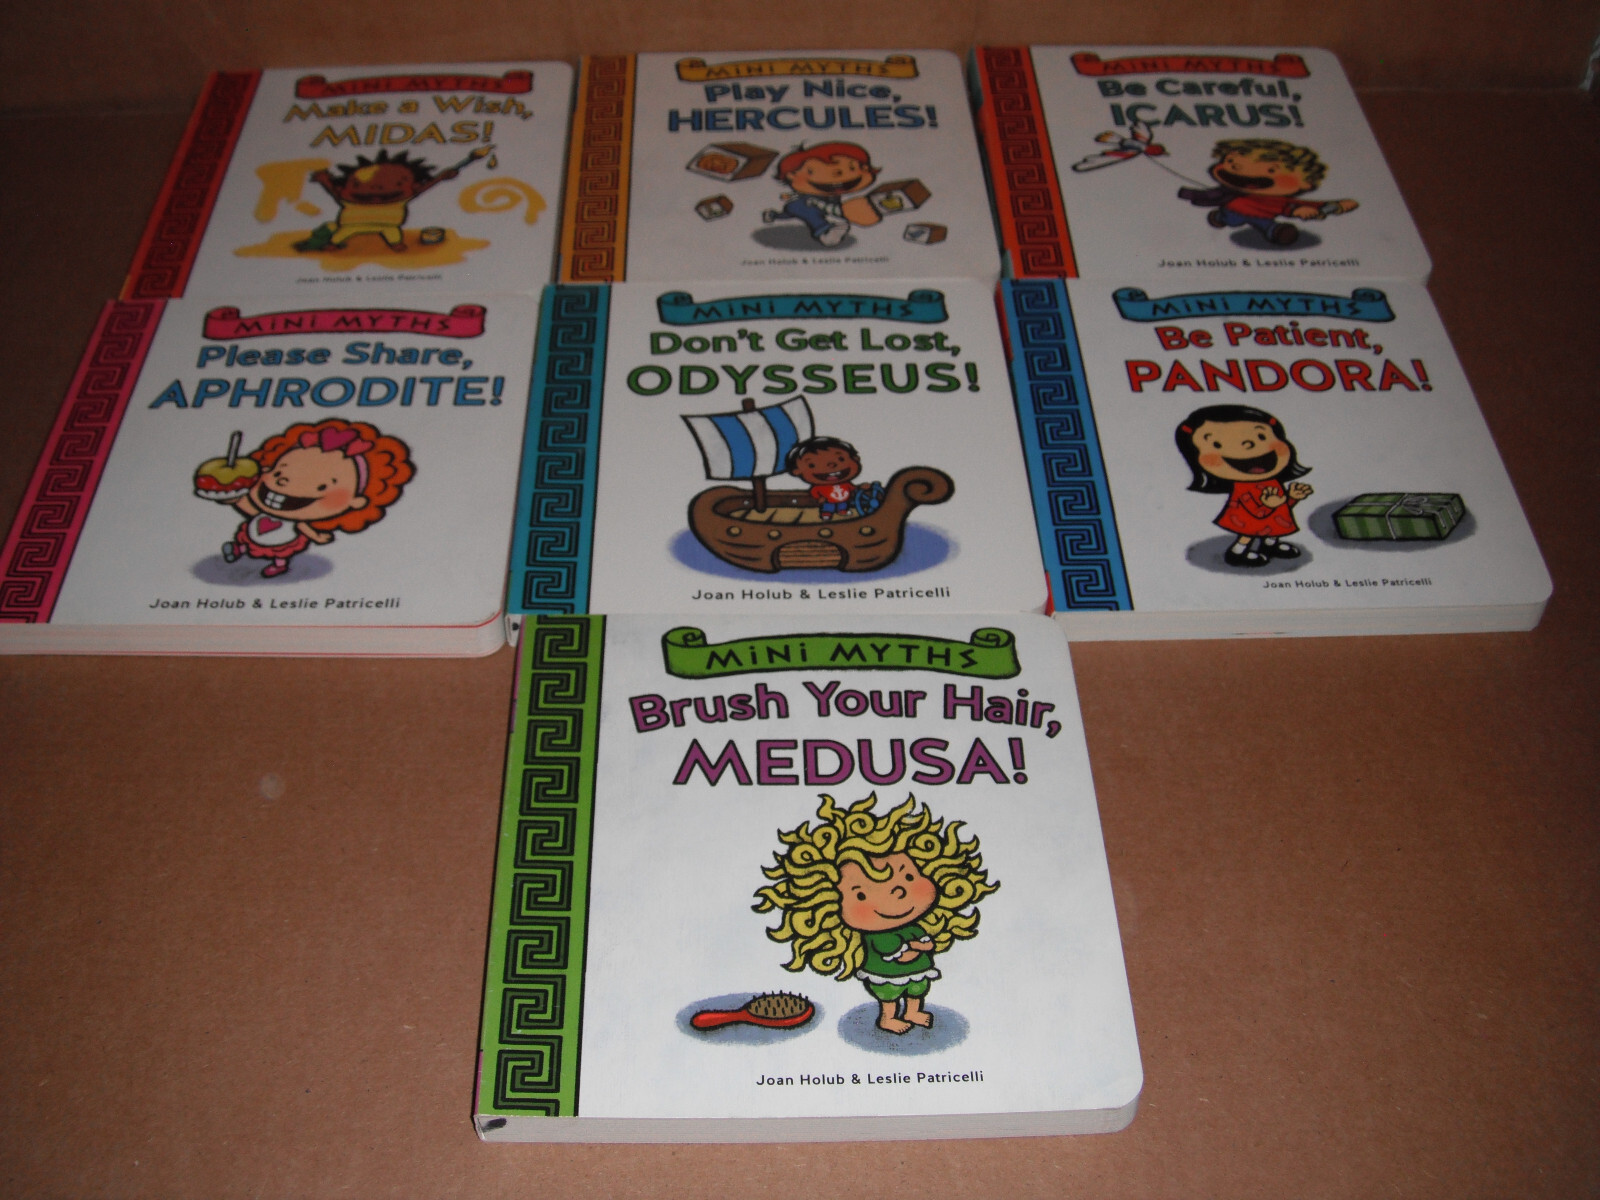 MiNi MYTHS
Make a Wish,
MIDAS!
Joan Holub & Leslie Patricelli
MiNi MYTHS
Play Nice,
HERCULES!
Joan Holub & Leslie Patricelli
MiNi MYTHS
Be Careful,
ICARUS!
Joan Holub & Leslie Patricelli
MiNi MYTHS
Please Share,
APHRODITE!
Joan Holub & Leslie Patricelli
MiNi MYTHS
Don't Get Lost,
ODYSSEUS!
Joan Holub & Leslie Patricelli
MiNi MYTHS
Be Patient,
PANDORA!
Joan Holub & Leslie Patricelli
MiNi MYTHS
Brush Your Hair,
MEDUSA!
Joan Holub & Leslie Patricelli